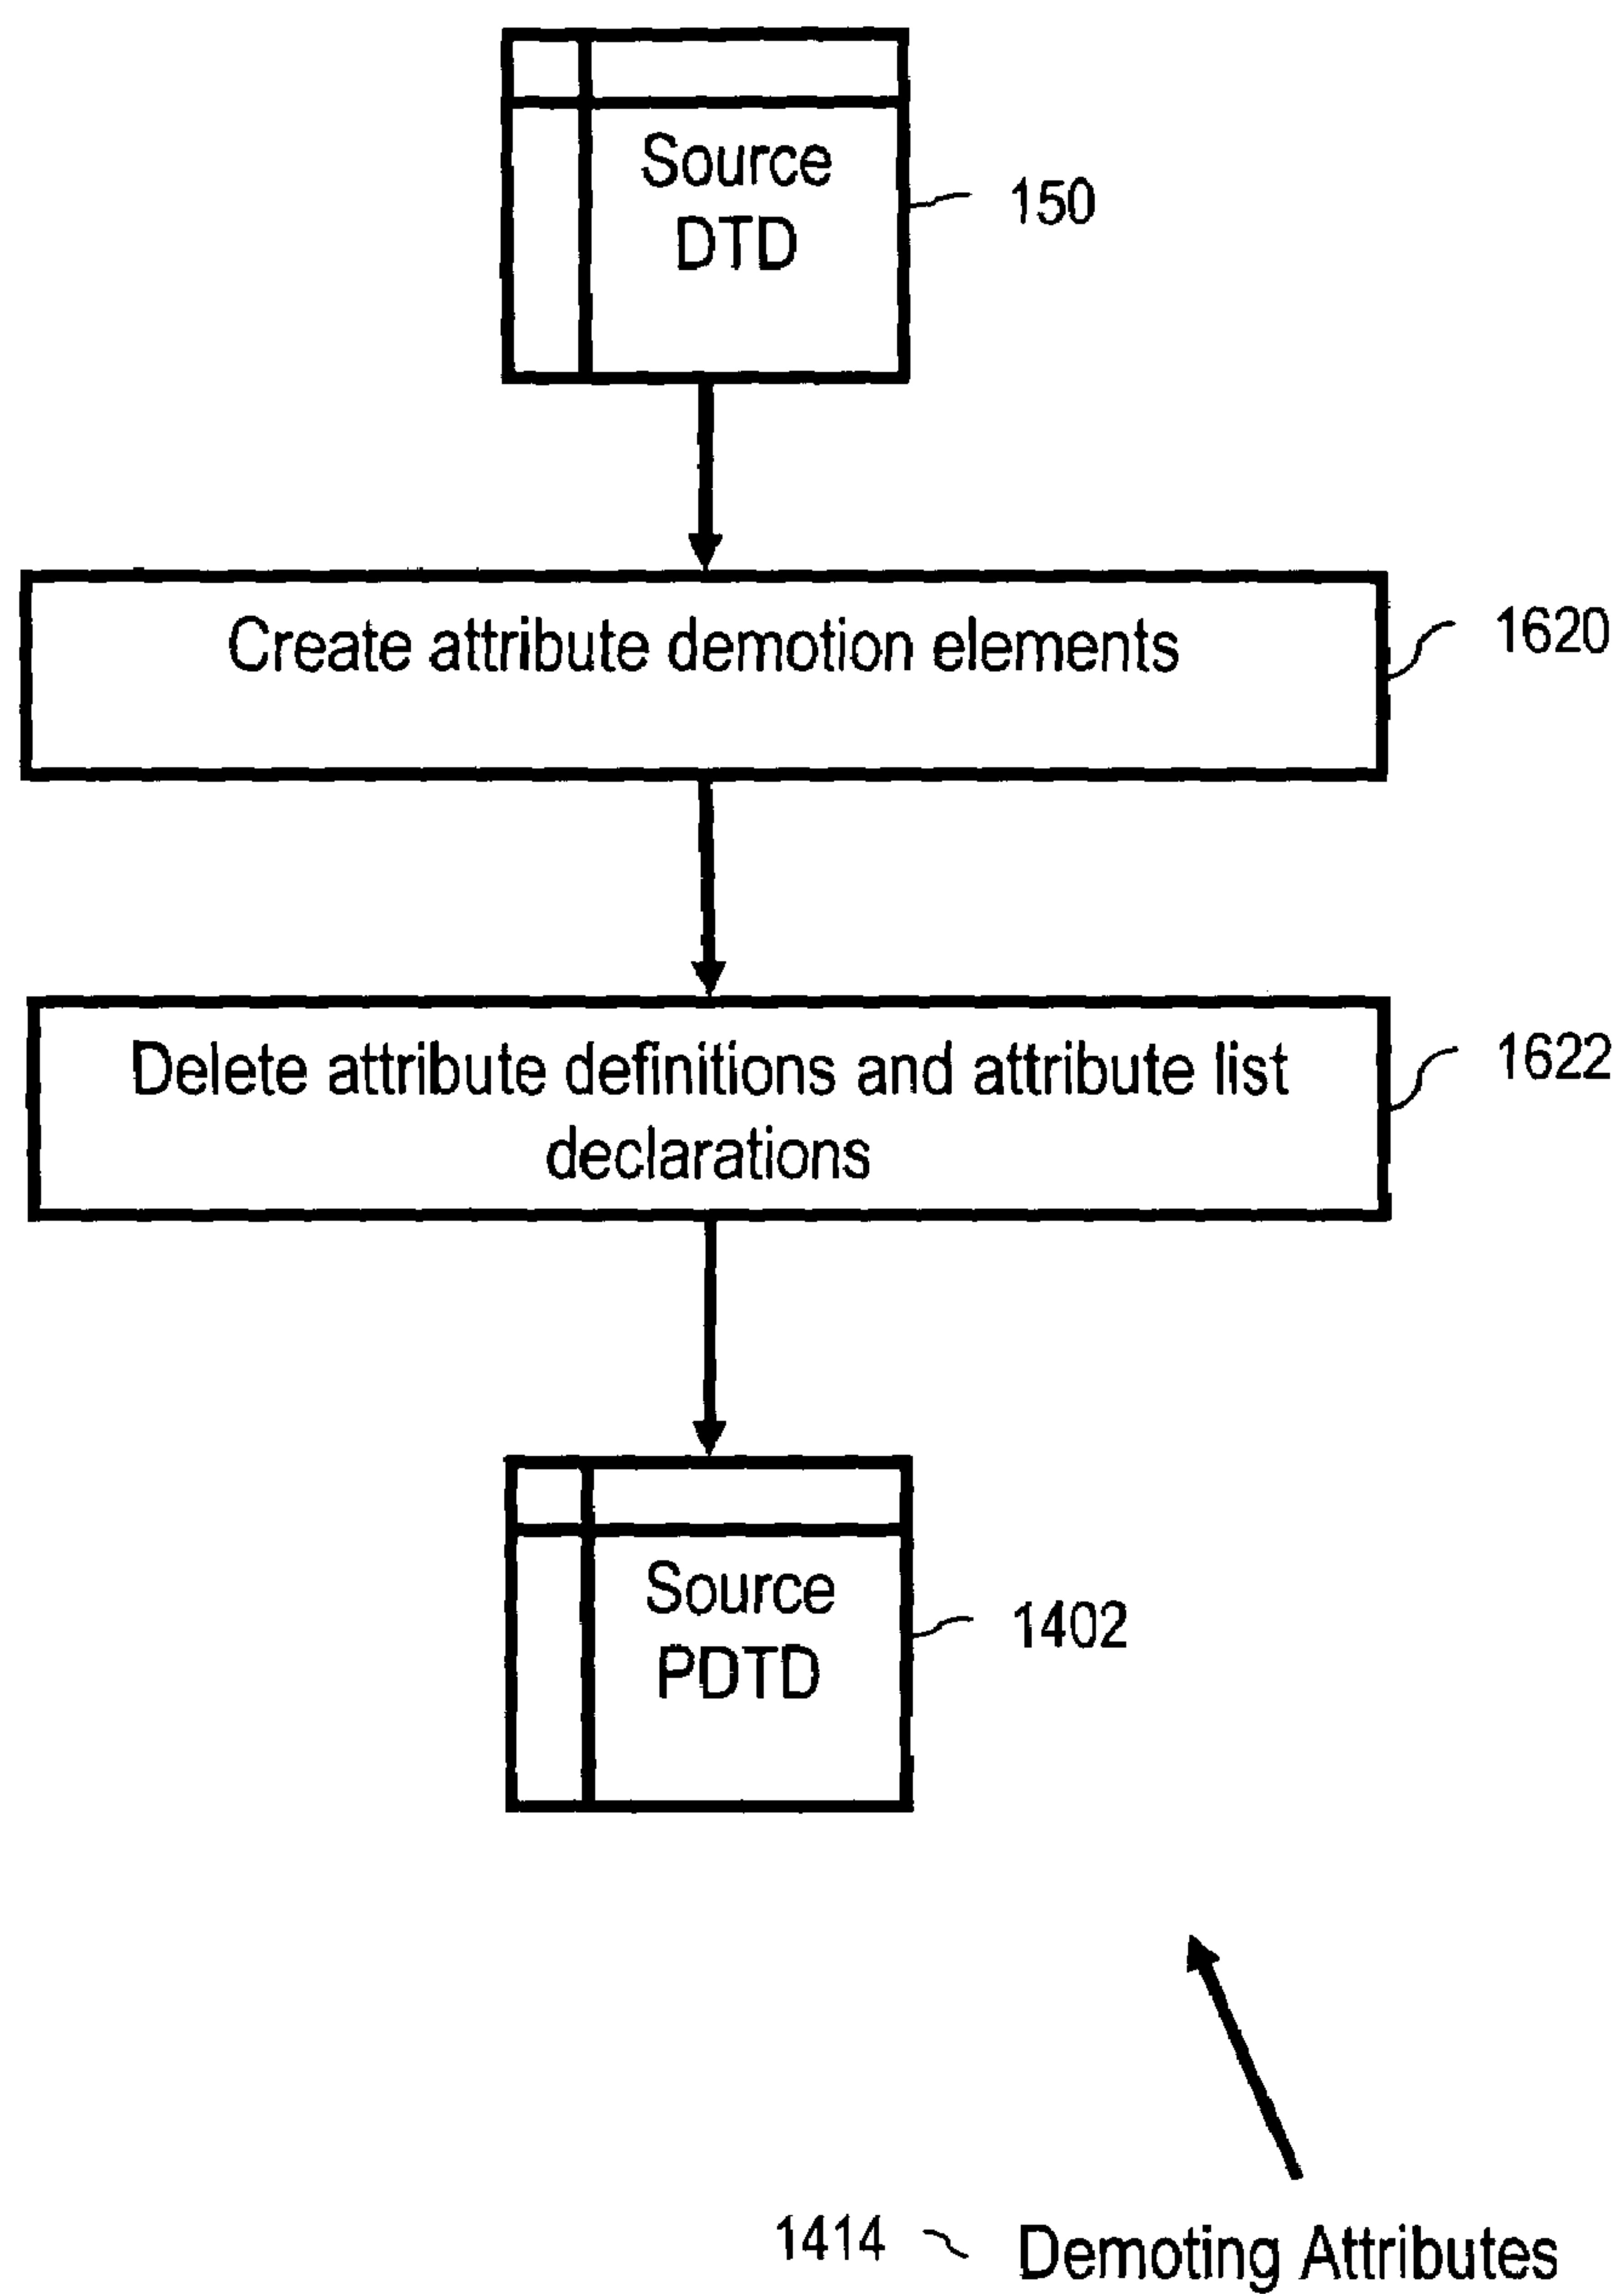 Source
DTD
150
Create attribute demotion elements
1620
Delete attribute definitions and attribute list
declarations
1622
Source
PDTD
1402
1414
Demoting Attributes